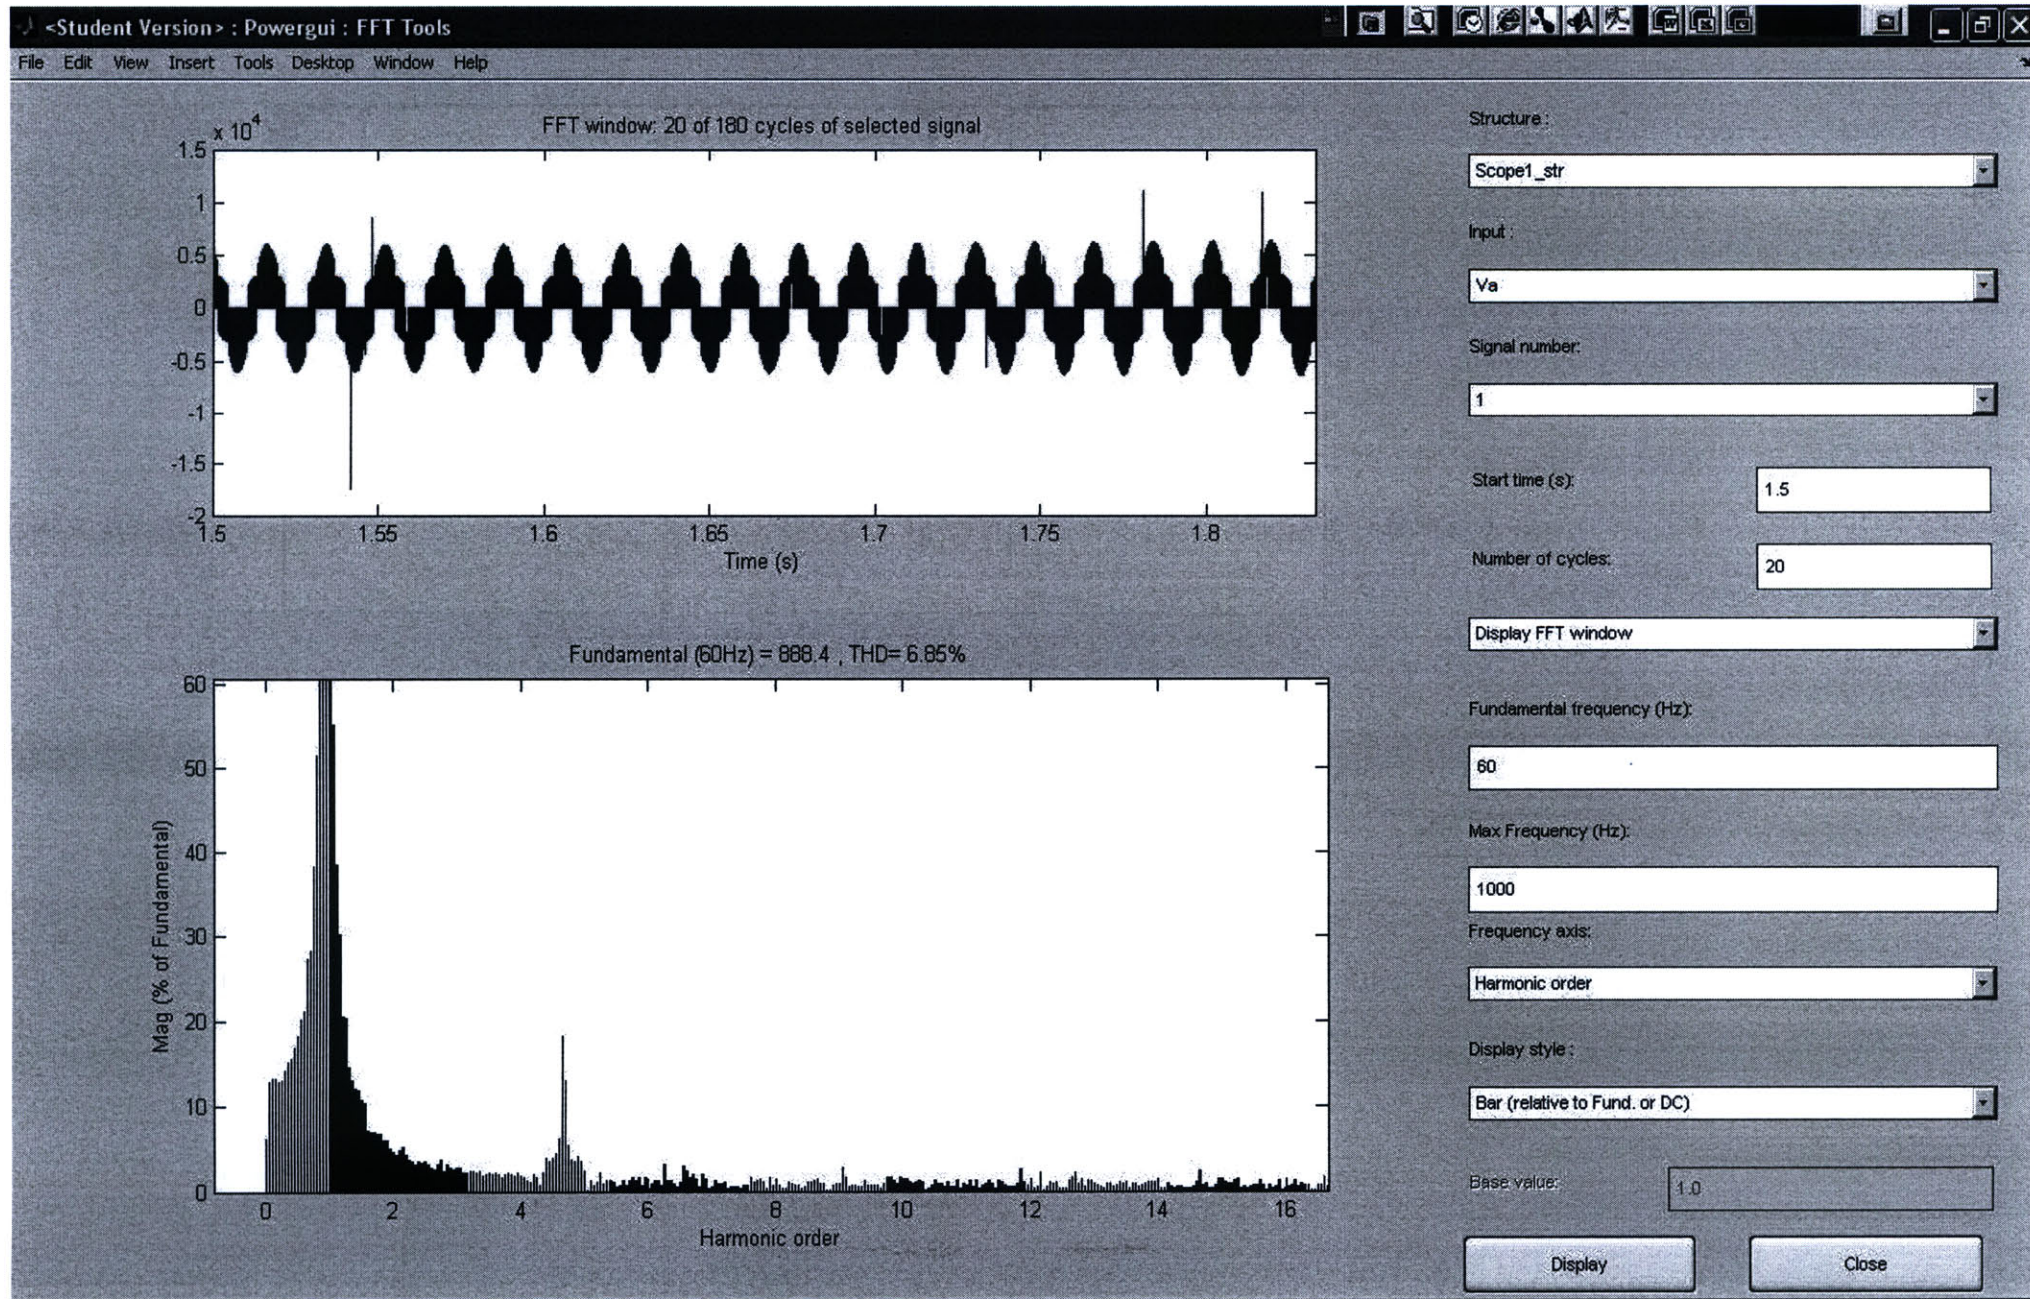 <Student Version> : Powergui : FFT Tools
File Edit View Insert Tools Desktop Window Help
x 10^4
FFT window: 20 of 180 cycles of selected signal
1.5
1
0.5
0
-0.5
-1
-1.5
-2
1.5 1.55 1.6 1.65 1.7 1.75 1.8
Time (s)
Fundamental (60Hz) = 888.4 , THD= 6.85%
60
50
40
30
20
10
0
Mag (% of Fundamental)
0 2 4 6 8 10 12 14 16
Harmonic order
Structure :
Scope1_str
Input :
Va
Signal number:
1
Start time (s): 1.5
Number of cycles: 20
Display FFT window
Fundamental frequency (Hz):
60
Max Frequency (Hz):
1000
Frequency axis:
Harmonic order
Display style :
Bar (relative to Fund. or DC)
Base value: 1.0
Display Close